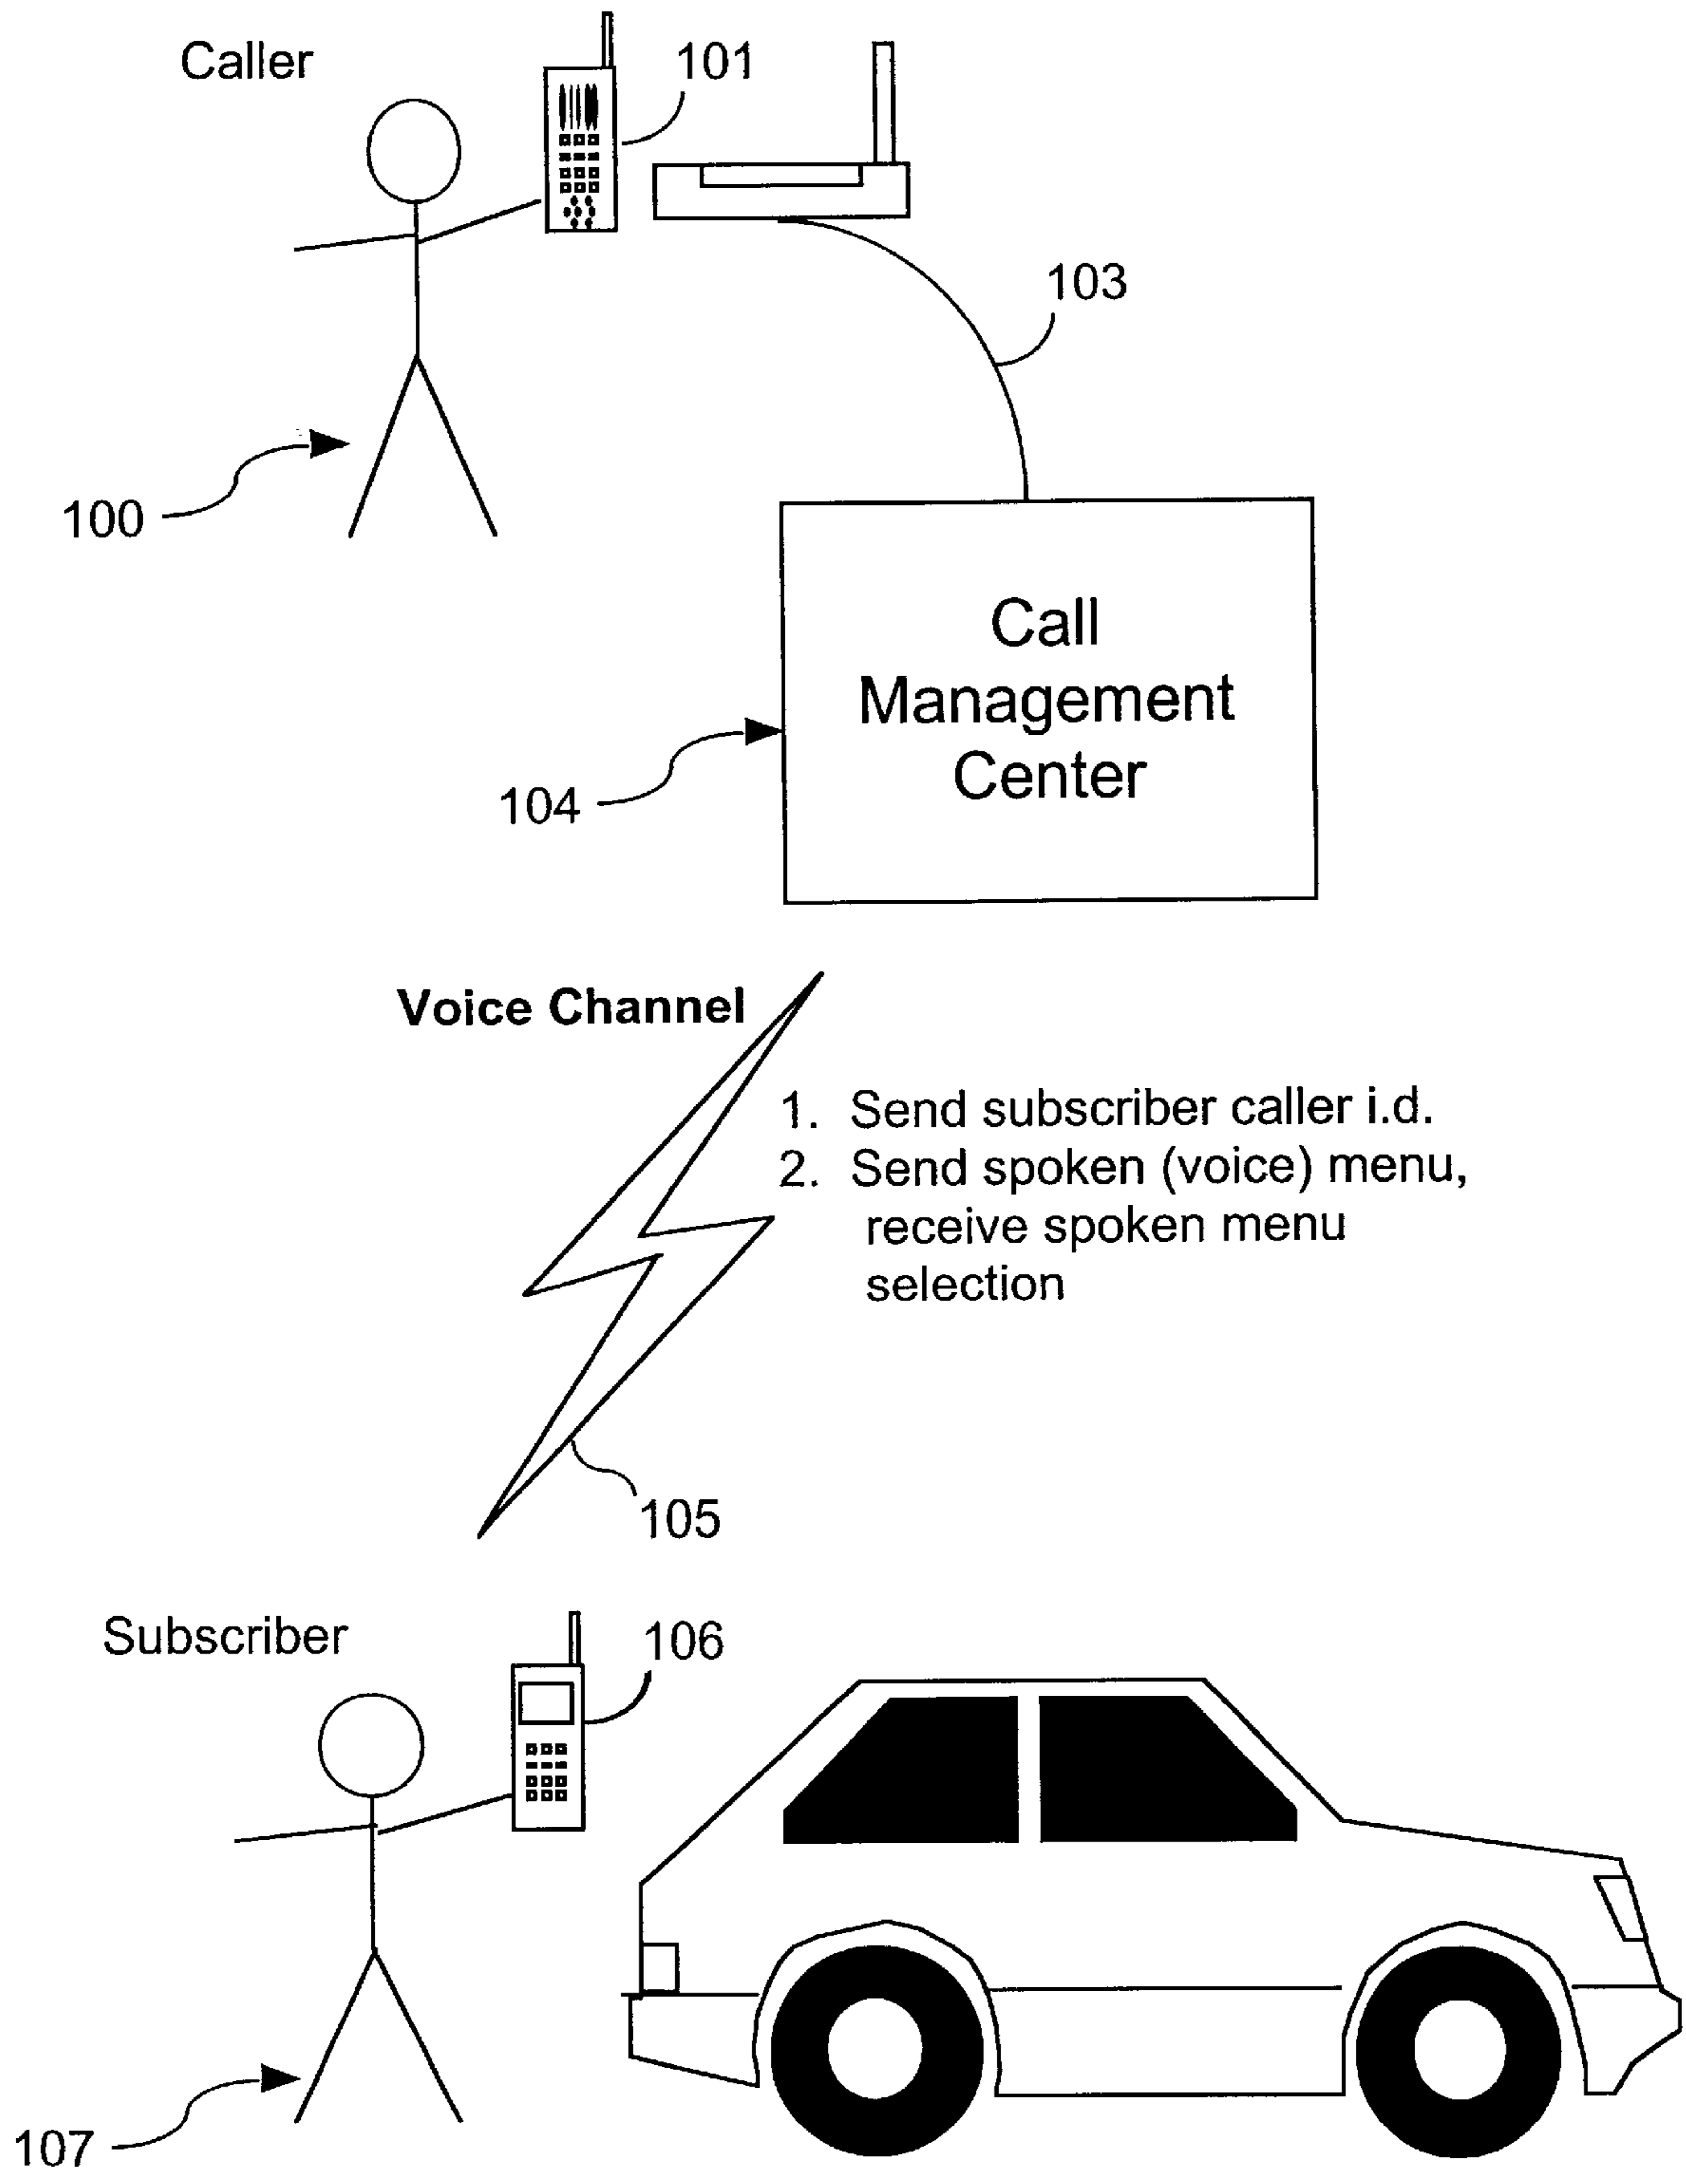 Caller
101
103
100
Call
Management
Center
104
Voice Channel
1. Send subscriber caller i.d.
2. Send spoken (voice) menu,
receive spoken menu
selection
105
Subscriber
106
107